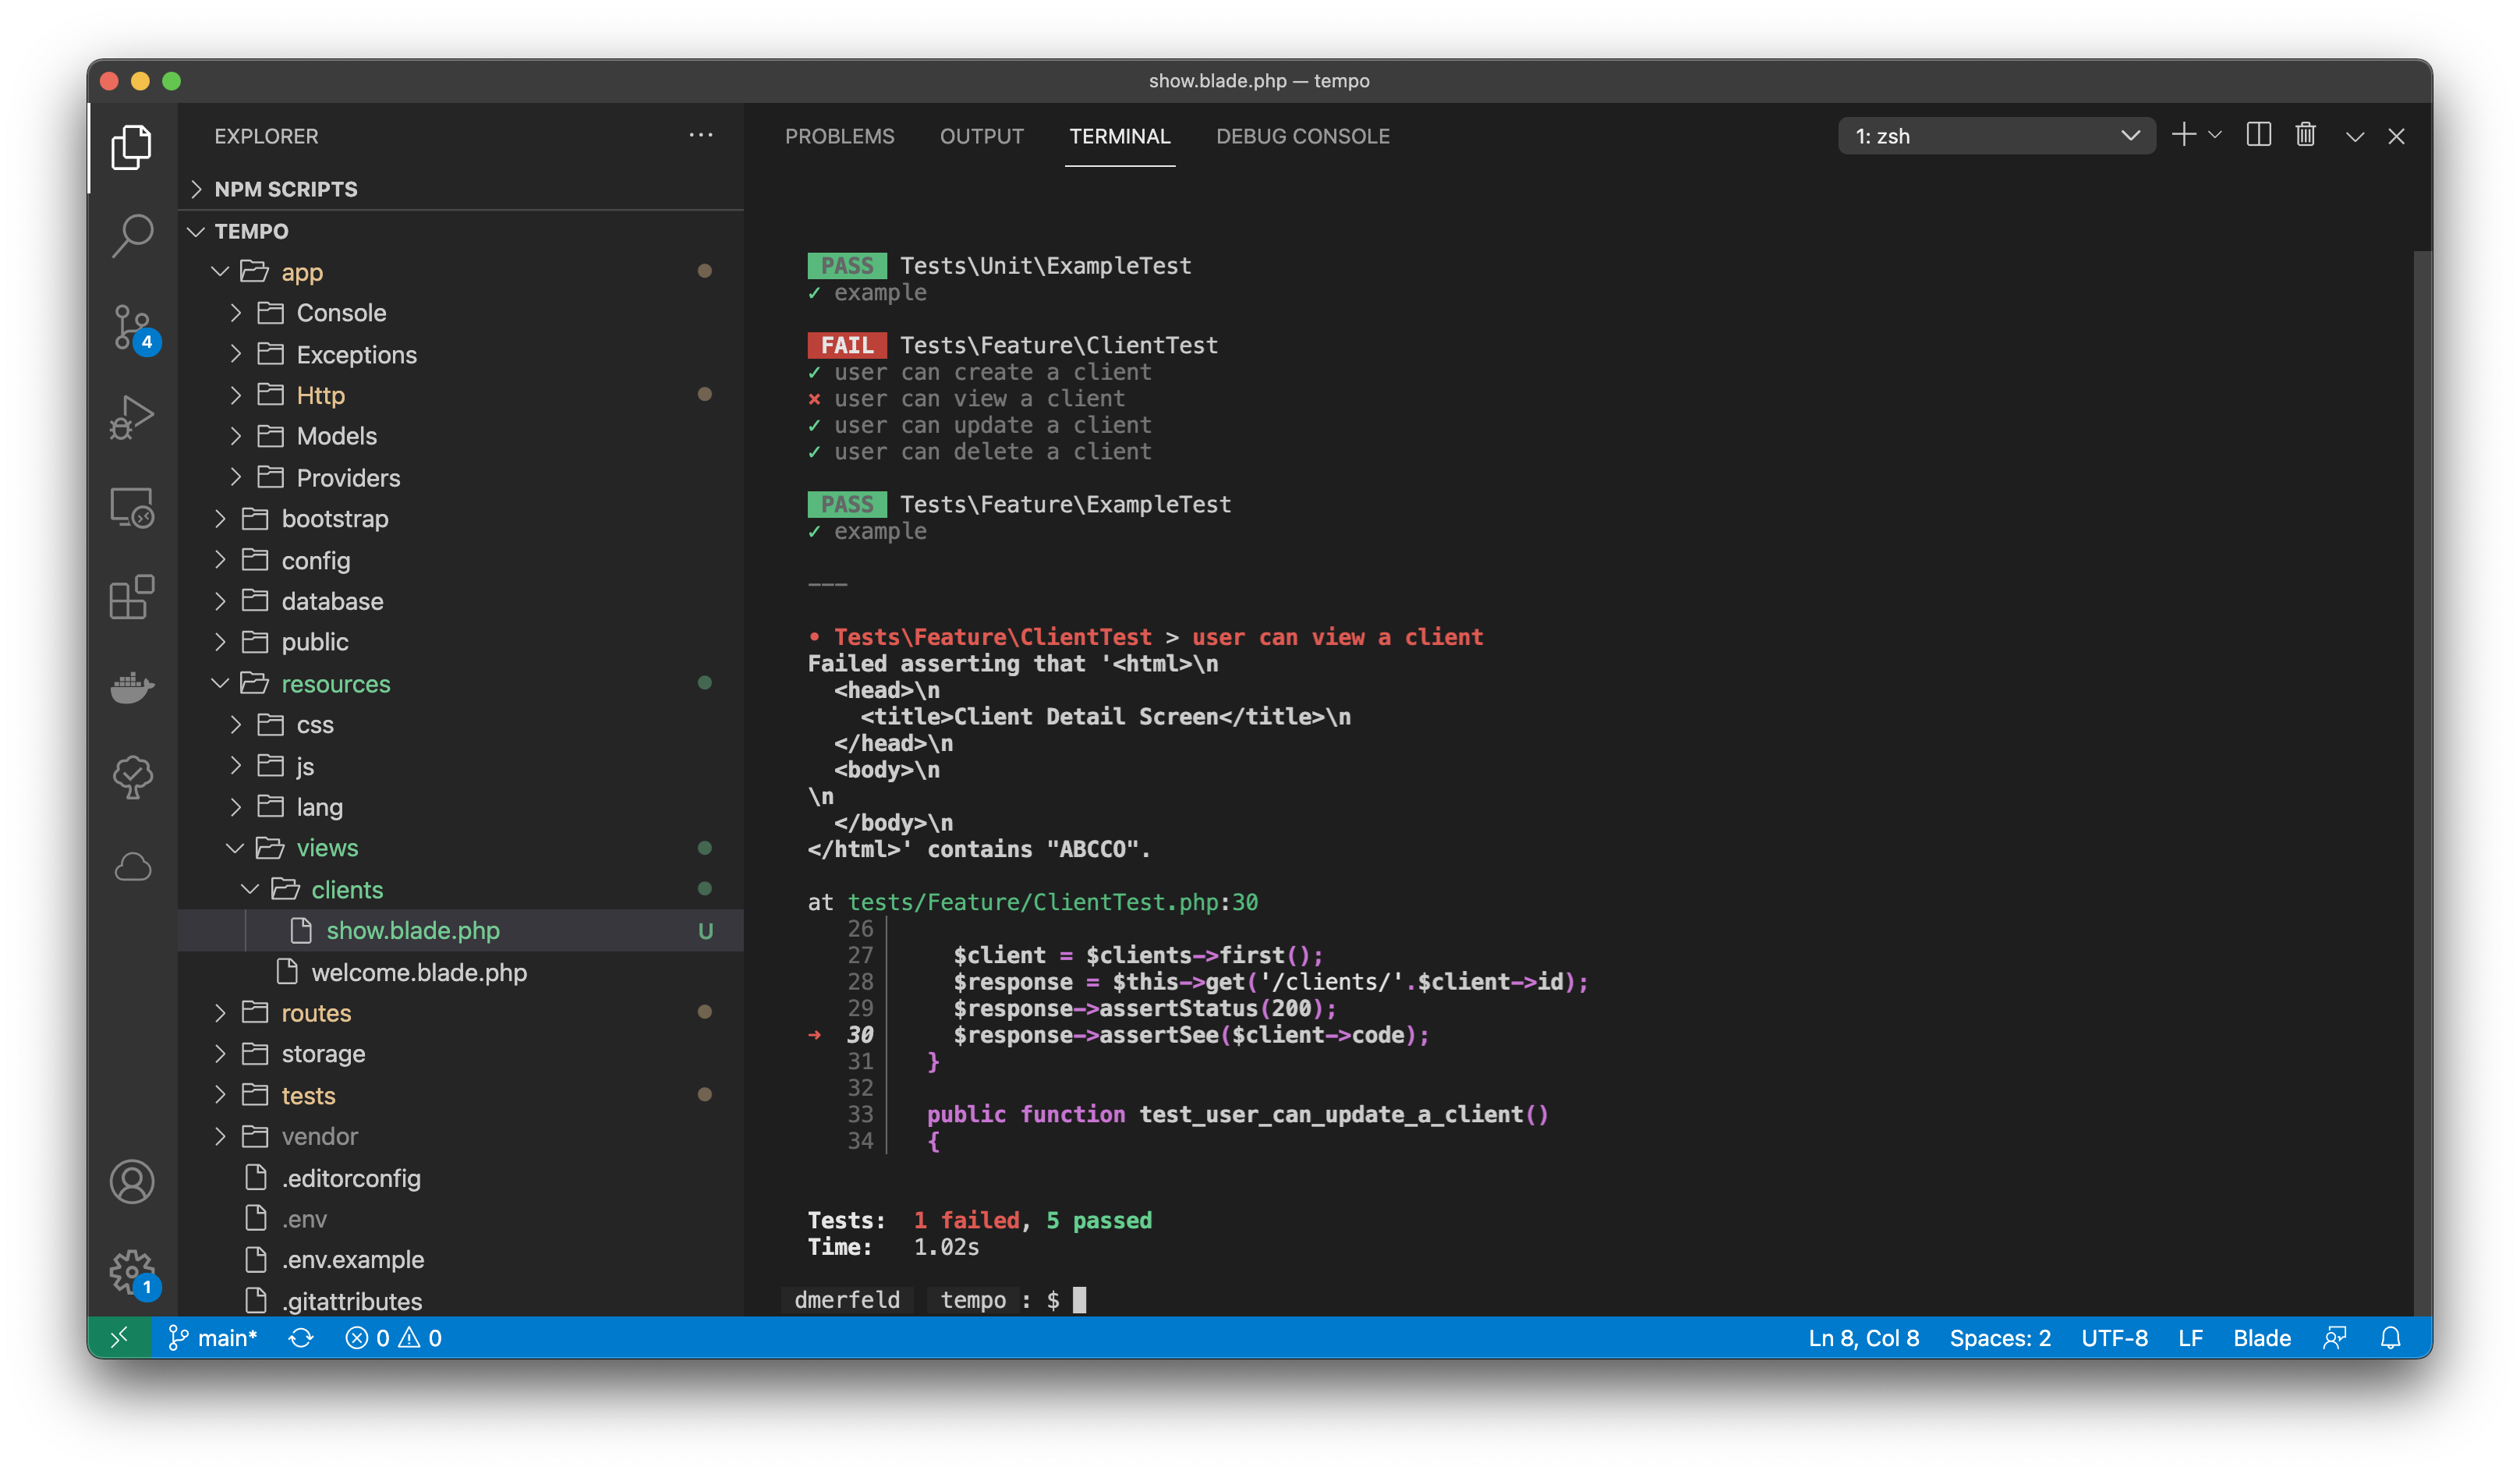 show.blade.php — tempo
EXPLORER
NPM SCRIPTS
TEMPO
app
Console
Exceptions
Http
Models
Providers
bootstrap
config
database
public
resources
css
js
lang
views
clients
show.blade.php U
welcome.blade.php
routes
storage
tests
vendor
.editorconfig
.env
.env.example
.gitattributes
4
1
PROBLEMS OUTPUT TERMINAL DEBUG CONSOLE 1: zsh
PASS Tests\Unit\ExampleTest
✓ example
FAIL Tests\Feature\ClientTest
✓ user can create a client
⨯ user can view a client
✓ user can update a client
✓ user can delete a client
PASS Tests\Feature\ExampleTest
✓ example
———
• Tests\Feature\ClientTest > user can view a client
Failed asserting that '<html>\n
<head>\n
<title>Client Detail Screen</title>\n
</head>\n
<body>\n
\n
</body>\n
</html>' contains "ABCCO".
at tests/Feature/ClientTest.php:30
26
27 $client = $clients->first();
28 $response = $this->get('/clients/'.$client->id);
29 $response->assertStatus(200);
➜ 30 $response->assertSee($client->code);
31 }
32
33 public function test_user_can_update_a_client()
34 {
Tests: 1 failed, 5 passed
Time: 1.02s
dmerfeld tempo : $
main* 0 0 Ln 8, Col 8 Spaces: 2 UTF-8 LF Blade